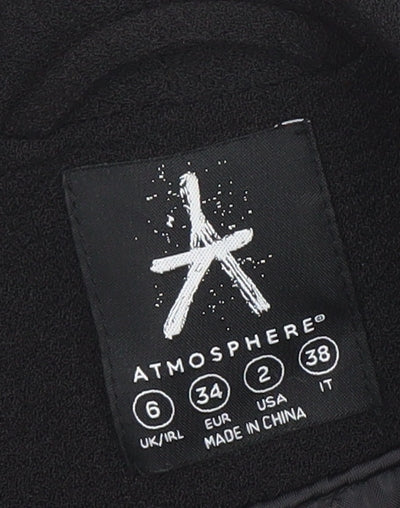 ATMOSPHERE®
6 34 2 38
UK/IRL EUR USA IT
MADE IN CHINA